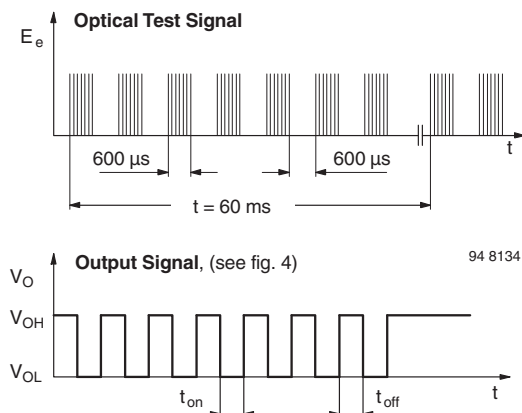 Optical Test Signal
Eₑ
600 μs
600 μs
t
t = 60 ms
Output Signal, (see fig. 4)
94 8134
V_O
V_OH
V_OL
t_on
t_off
t